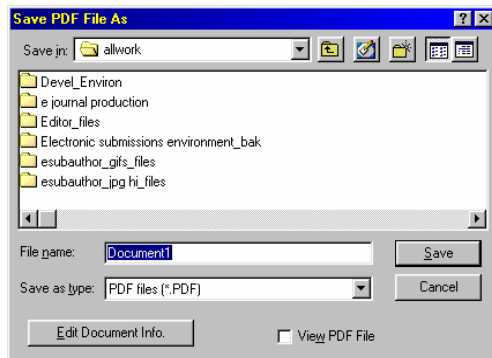 Save PDF File As
Save in: allwork
Devel_Environ
e journal production
Editor_files
Electronic submissions environment_bak
esubauthor_gifs_files
esubauthor_jpg hi_files
File name: Document1 Save
Save as type: PDF files (*.PDF) Cancel
Edit Document Info. View PDF File